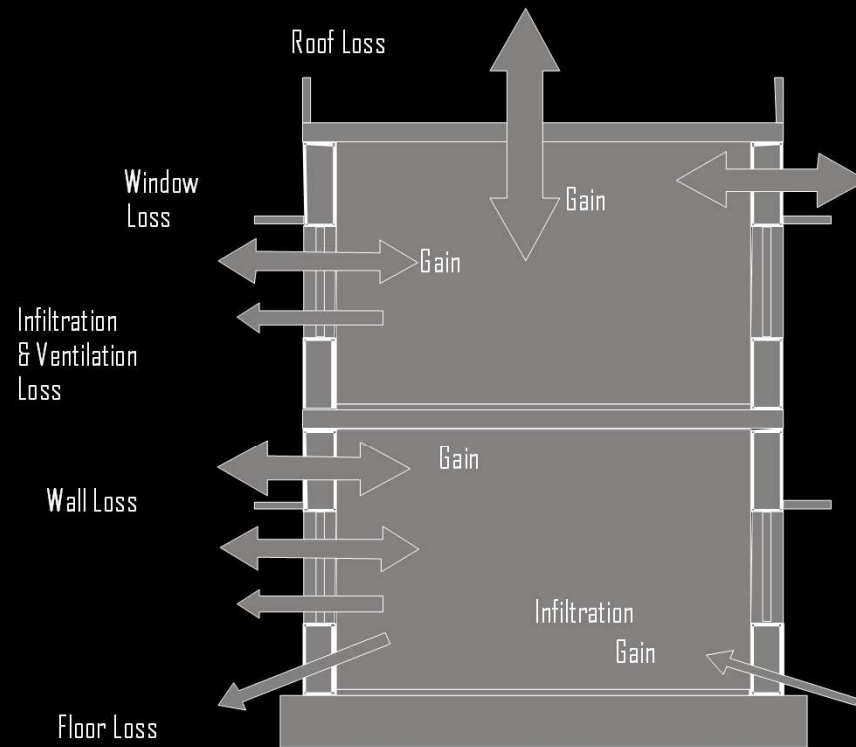 Roof Loss
Window
Loss
Gain
Gain
Infiltration
& Ventilation
Loss
Gain
Wall Loss
Infiltration
Gain
Floor Loss